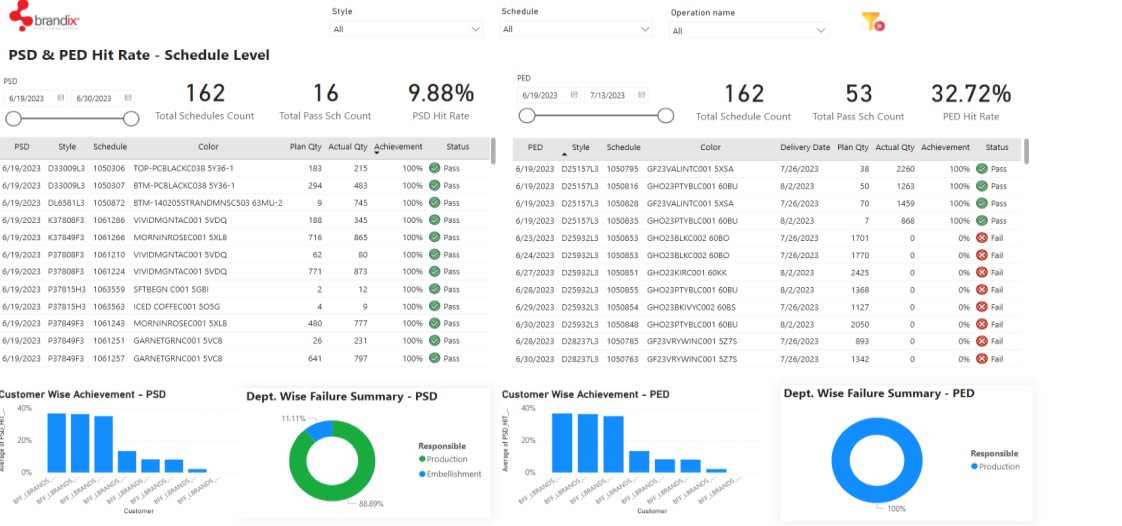 brandix
Style
All
Schedule
All
Operation name
All
PSD & PED Hit Rate - Schedule Level
PSD
6/19/2023 6/30/2023
162
Total Schedules Count
16
Total Pass Sch Count
9.88%
PSD Hit Rate
PED
6/19/2023 7/13/2023
162
Total Schedule Count
53
Total Pass Sch Count
32.72%
PED Hit Rate
PSD Style Schedule Color Plan Qty Actual Qty Achievement Status
6/19/2023 D33009L3 1050306 TOP-PCBLACKC038 5Y36-1 183 215 100% Pass
6/19/2023 D33009L3 1050307 BTM-PCBLACKC038 5Y36-1 294 483 100% Pass
6/19/2023 DL6581L3 1050872 BTM-140205STRANDMNSC503 63MU-2 9 745 100% Pass
6/19/2023 K37808F3 1061286 VIVIDMGNTAC001 5VDQ 188 345 100% Pass
6/19/2023 K37849F3 1061266 MORNINROSEC001 5XL8 716 865 100% Pass
6/19/2023 P37808F3 1061210 VIVIDMGNTAC001 5VDQ 62 80 100% Pass
6/19/2023 P37808F3 1061224 VIVIDMGNTAC001 5VDQ 771 873 100% Pass
6/19/2023 P37815H3 1063559 SFTBEGN C001 5GBI 2 12 100% Pass
6/19/2023 P37815H3 1063563 ICED COFFEC001 5O5G 4 9 100% Pass
6/19/2023 P37849F3 1061243 MORNINROSEC001 5XL8 480 777 100% Pass
6/19/2023 P37849F3 1061251 GARNETGRNC001 5VC8 26 231 100% Pass
6/19/2023 P37849F3 1061257 GARNETGRNC001 5VC8 641 797 100% Pass
PED Style Schedule Color Delivery Date Plan Qty Actual Qty Achievement Status
6/19/2023 D25157L3 1050795 GF23VALINTC001 5XSA 7/26/2023 38 2260 100% Pass
6/19/2023 D25157L3 1050816 GHO23PTYBLC001 60BU 8/2/2023 50 1263 100% Pass
6/19/2023 D25157L3 1050828 GF23VALINTC001 5XSA 7/26/2023 70 1459 100% Pass
6/19/2023 D25157L3 1050835 GHO23PTYBLC001 60BU 8/2/2023 7 868 100% Pass
6/23/2023 D25932L3 1050853 GHO23BLKC002 60BO 7/26/2023 1701 0 0% Fail
6/24/2023 D25932L3 1050853 GHO23BLKC002 60BO 7/26/2023 1770 0 0% Fail
6/27/2023 D25932L3 1050851 GHO23KIRC001 60KK 8/2/2023 2425 0 0% Fail
6/28/2023 D25932L3 1050855 GHO23PTYBLC001 60BU 8/2/2023 1368 0 0% Fail
6/29/2023 D25932L3 1050854 GHO23BKIVYC002 60BS 7/26/2023 1127 0 0% Fail
6/30/2023 D25932L3 1050848 GHO23PTYBLC001 60BU 8/2/2023 2050 0 0% Fail
6/28/2023 D28237L3 1050785 GF23VRYWINC001 5Z7S 7/26/2023 893 0 0% Fail
6/30/2023 D28237L3 1050763 GF23VRYWINC001 5Z7S 7/26/2023 1342 0 0% Fail
Customer Wise Achievement - PSD
Average of PSD_HIT_...
40%
20%
0%
BFF_LBRANDS_... BFF_LBRANDS_... BFF_LBRANDS_... BFF_LBRANDS_... BFF_LBRANDS_... BFF_LBRANDS_... BFF_LBRANDS_...
Customer
Dept. Wise Failure Summary - PSD
11.11%
88.89%
Responsible
Production
Embellishment
Customer Wise Achievement - PED
Average of PSD_HIT_...
40%
20%
0%
BFF_LBRANDS_... BFF_LBRANDS_... BFF_LBRANDS_... BFF_LBRANDS_... BFF_LBRANDS_... BFF_LBRANDS_... BFF_LBRANDS_...
Customer
Dept. Wise Failure Summary - PED
100%
Responsible
Production